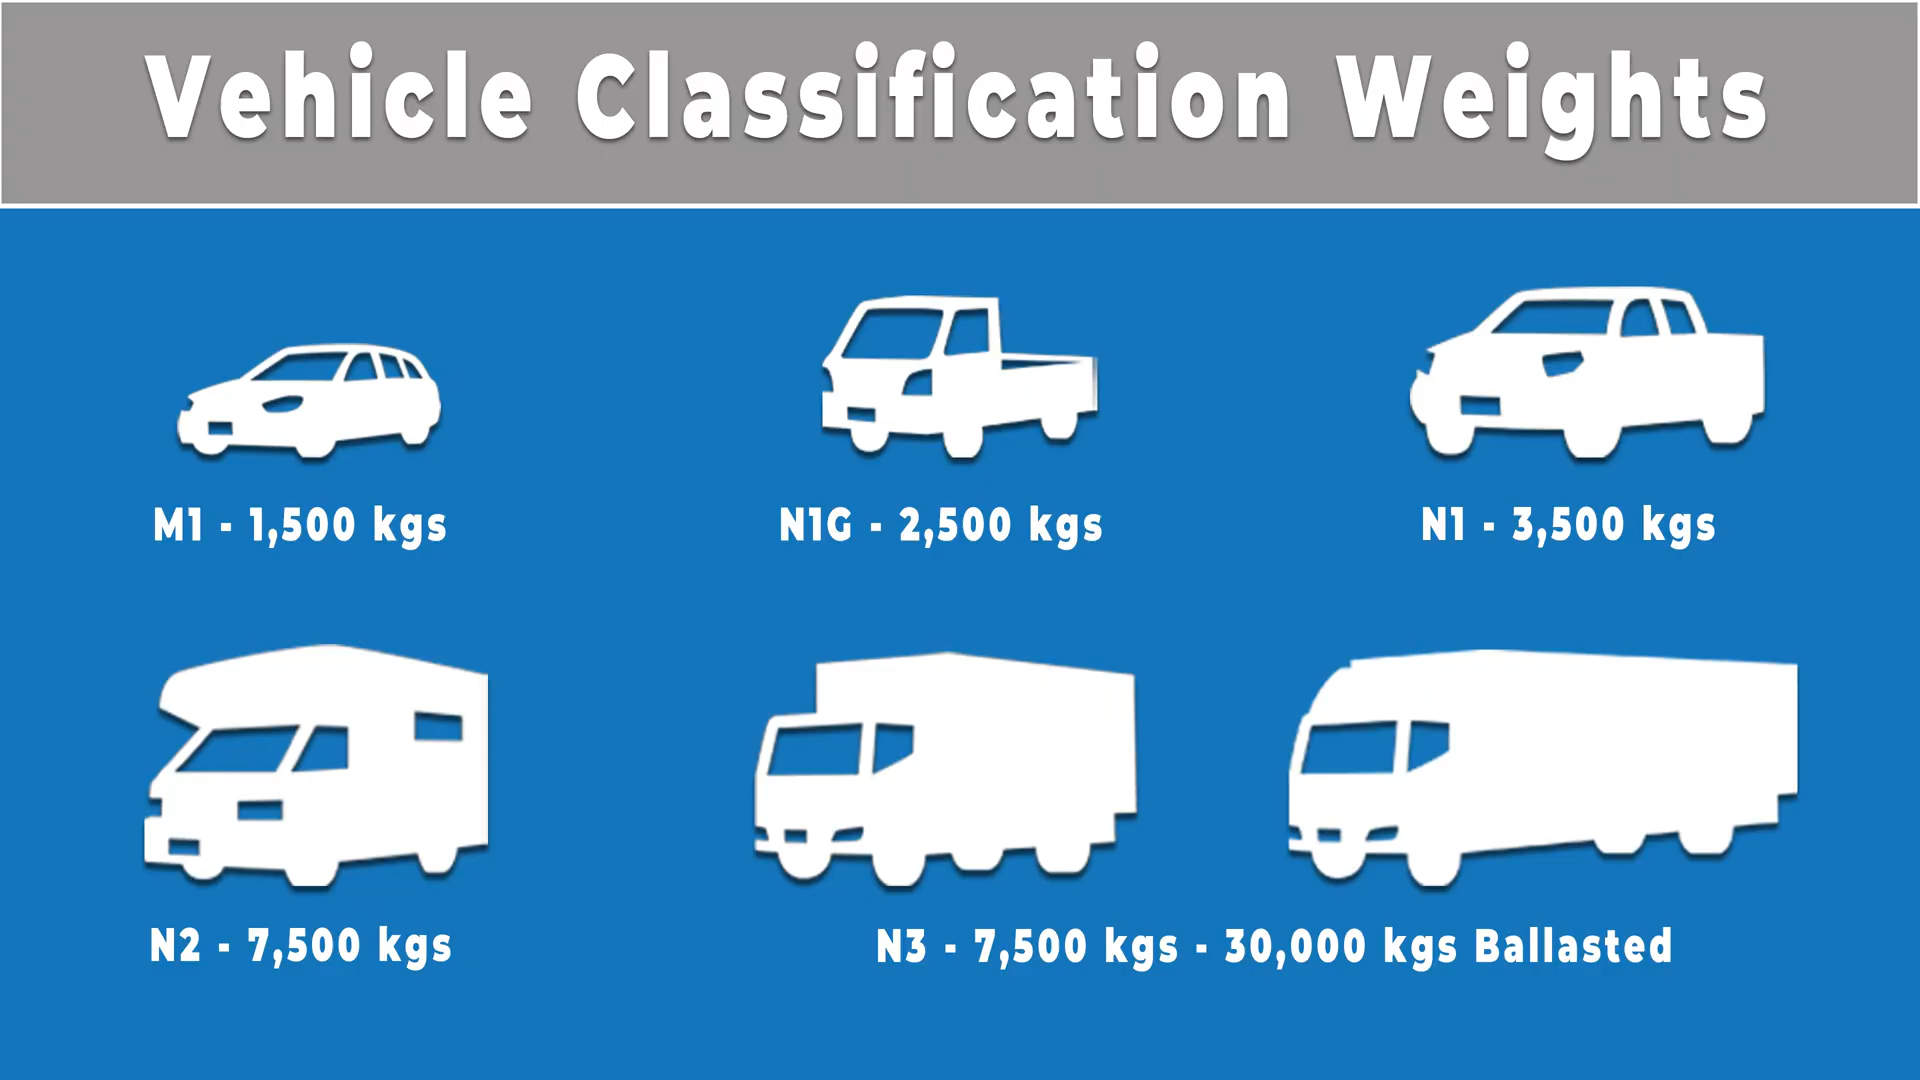 Vehicle Classification Weights
M1 - 1,500 kgs
N1G - 2,500 kgs
N1 - 3,500 kgs
N2 - 7,500 kgs
N3 - 7,500 kgs - 30,000 kgs Ballasted